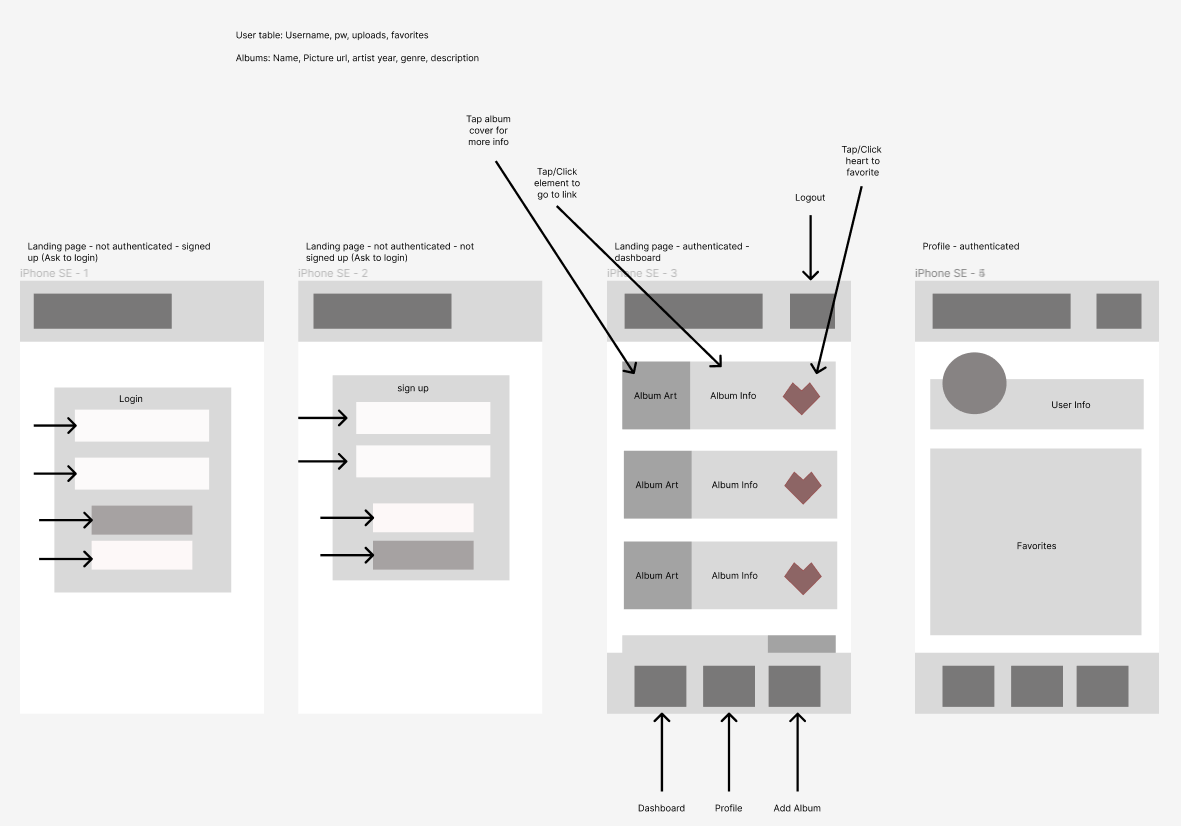 User table: Username, pw, uploads, favorites
Albums: Name, Picture url, artist year, genre, description
Tap album
cover for
more info
Tap/Click
element to
go to link
Logout
Tap/Click
heart to
favorite
Landing page - not authenticated - signed
up (Ask to login)
iPhone SE - 1
Login
Landing page - not authenticated - not
signed up (Ask to login)
iPhone SE - 2
sign up
Landing page - authenticated -
dashboard
iPhone SE - 3
Album Art
Album Info
Album Art
Album Info
Album Art
Album Info
Dashboard
Profile
Add Album
Profile - authenticated
iPhone SE -
User Info
Favorites